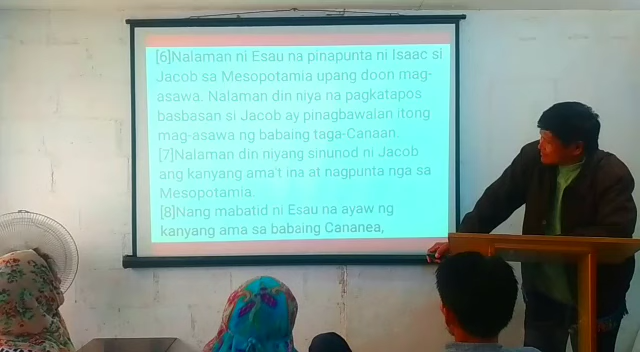 [6]Nalaman ni Esau na pinapunta ni Isaac si
Jacob sa Mesopotamia upang doon mag-
asawa. Nalaman din niya na pagkatapos
basbasan si Jacob ay pinagbawalan itong
mag-asawa ng babaing taga-Canaan.
[7]Nalaman din niyang sinunod ni Jacob
ang kanyang ama't ina at nagpunta nga sa
Mesopotamia.
[8]Nang mabatid ni Esau na ayaw ng
kanyang ama sa babaing Cananea,